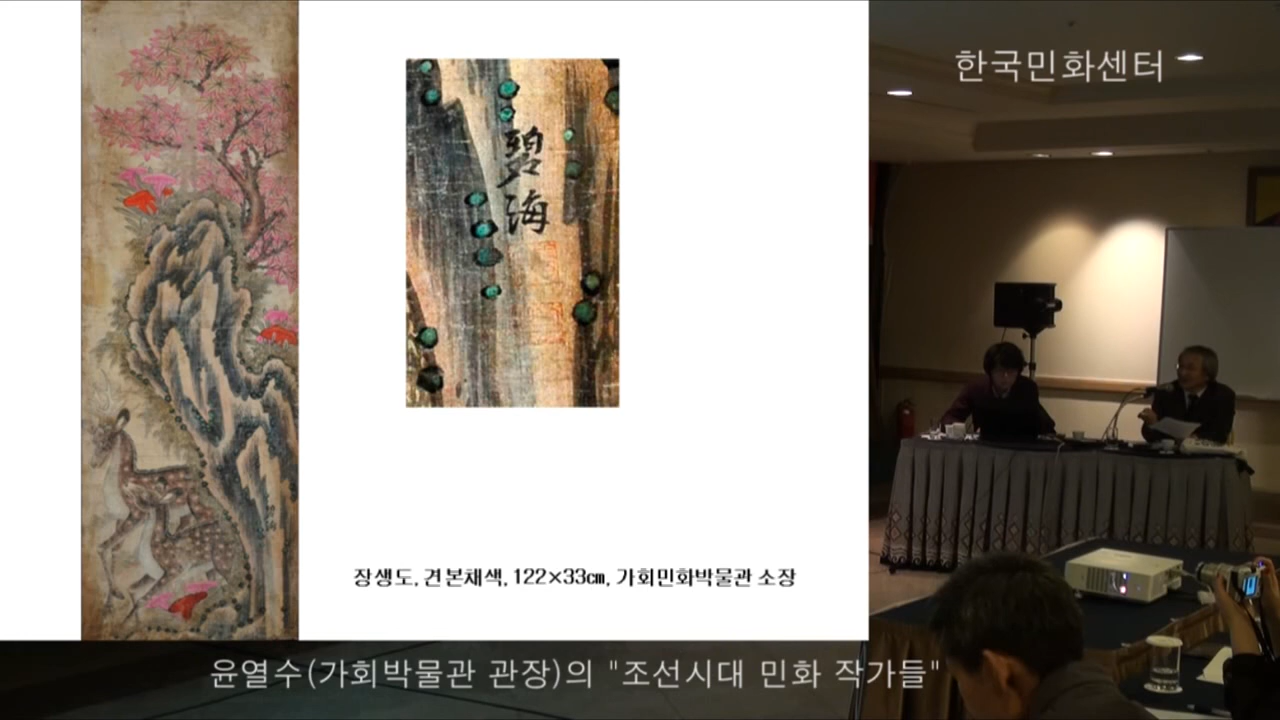 한국민화센터
碧
海
장생도, 견본채색, 122×33㎝, 가회민화박물관 소장
윤열수(가회박물관 관장)의 "조선시대 민화 작가들"